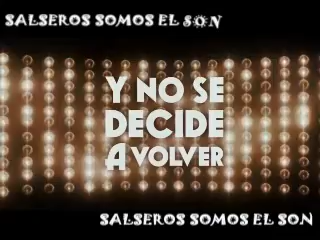 SALSEROS SOMOS EL SON
Y NO SE
DECIDE
A VOLVER
SALSEROS SOMOS EL SON